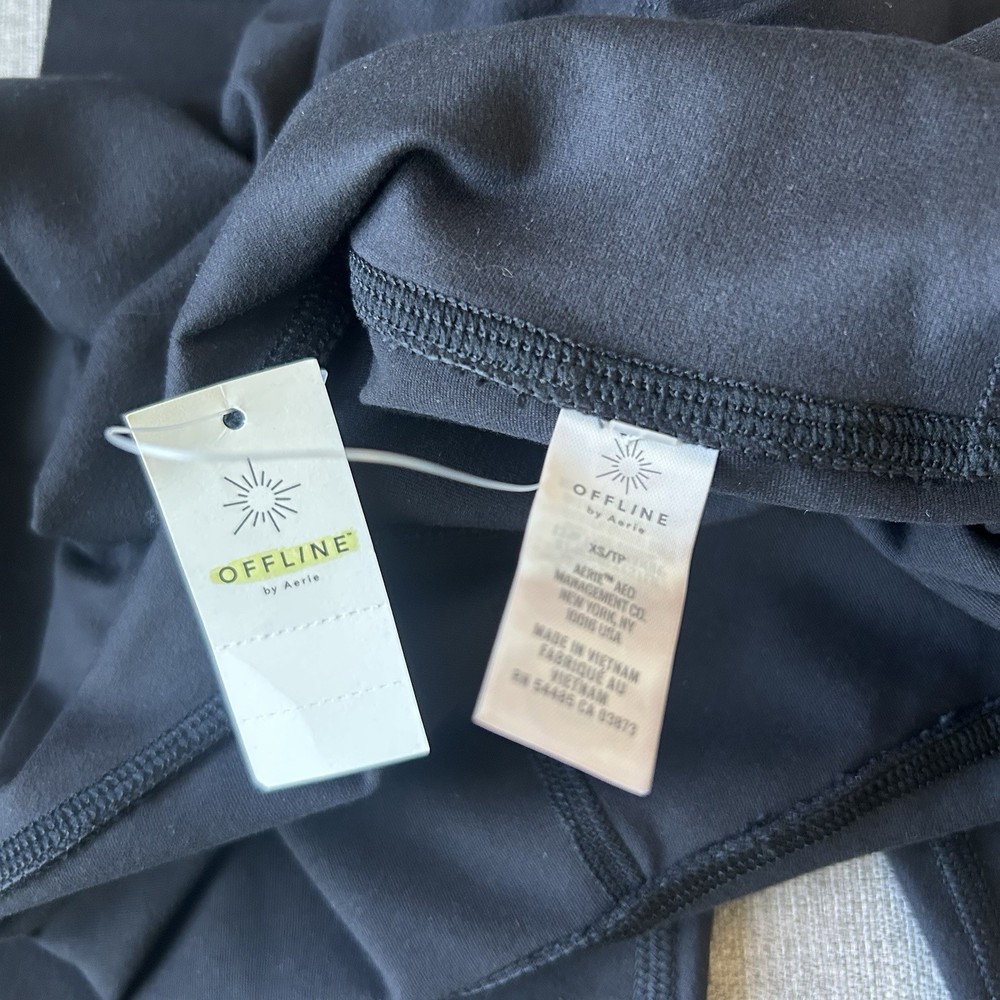 OFFLINE™
by Aerie
OFFLINE
by Aerie
XS/TP
AERIE™ AEO
MANAGEMENT CO.
NEW YORK, NY
10016 USA
MADE IN VIETNAM
FABRIQUÉ AU
VIETNAM
RN 54485 CA 03873